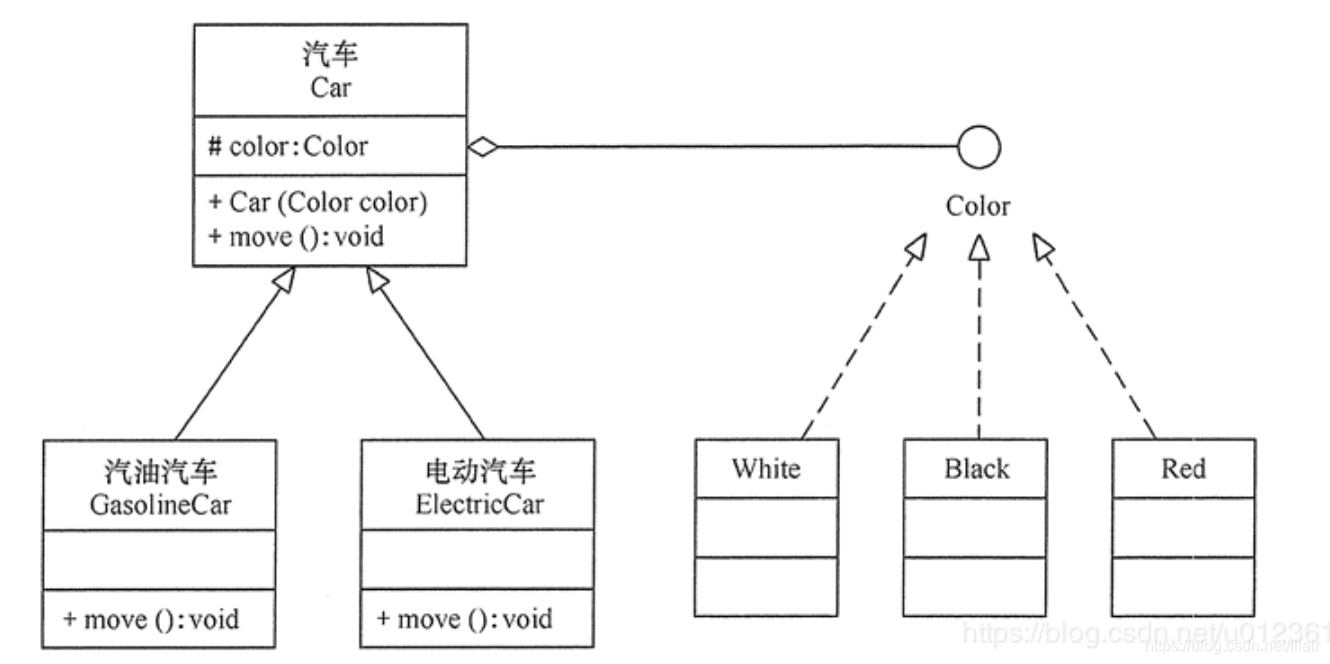 汽车
Car
# color:Color
+ Car (Color color)
+ move ():void
Color
汽油汽车
GasolineCar
+ move ():void
电动汽车
ElectricCar
+ move ():void
White
Black
Red
https://blog.csdn.net/u012361